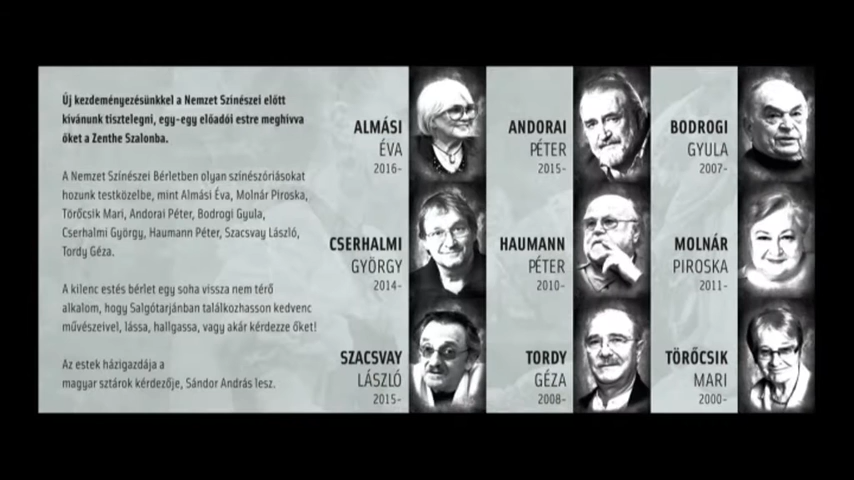 Új kezdeményezésünkkel a Nemzet Színészei előtt
kívánunk tisztelegni, egy-egy előadói estre meghívva
őket a Zenthe Szalonba.
A Nemzet Színészei Bérletben olyan színészóriásokat
hozunk testközelbe, mint Almási Éva, Molnár Piroska,
Törőcsik Mari, Andorai Péter, Bodrogi Gyula,
Cserhalmi György, Haumann Péter, Szacsvay László,
Tordy Géza.
A kilenc estés bérlet egy soha vissza nem térő
alkalom, hogy Salgótarjánban találkozhasson kedvenc
művészeivel, lássa, hallgassa, vagy akár kérdezze őket!
Az estek házigazdája a
magyar sztárok kérdezője, Sándor András lesz.
ALMÁSI
ÉVA
2016-
ANDORAI
PÉTER
2015-
BODROGI
GYULA
2007-
CSERHALMI
GYÖRGY
2014-
HAUMANN
PÉTER
2010-
MOLNÁR
PIROSKA
2011-
SZACSVAY
LÁSZLÓ
2015-
TORDY
GÉZA
2008-
TÖRŐCSIK
MARI
2000-